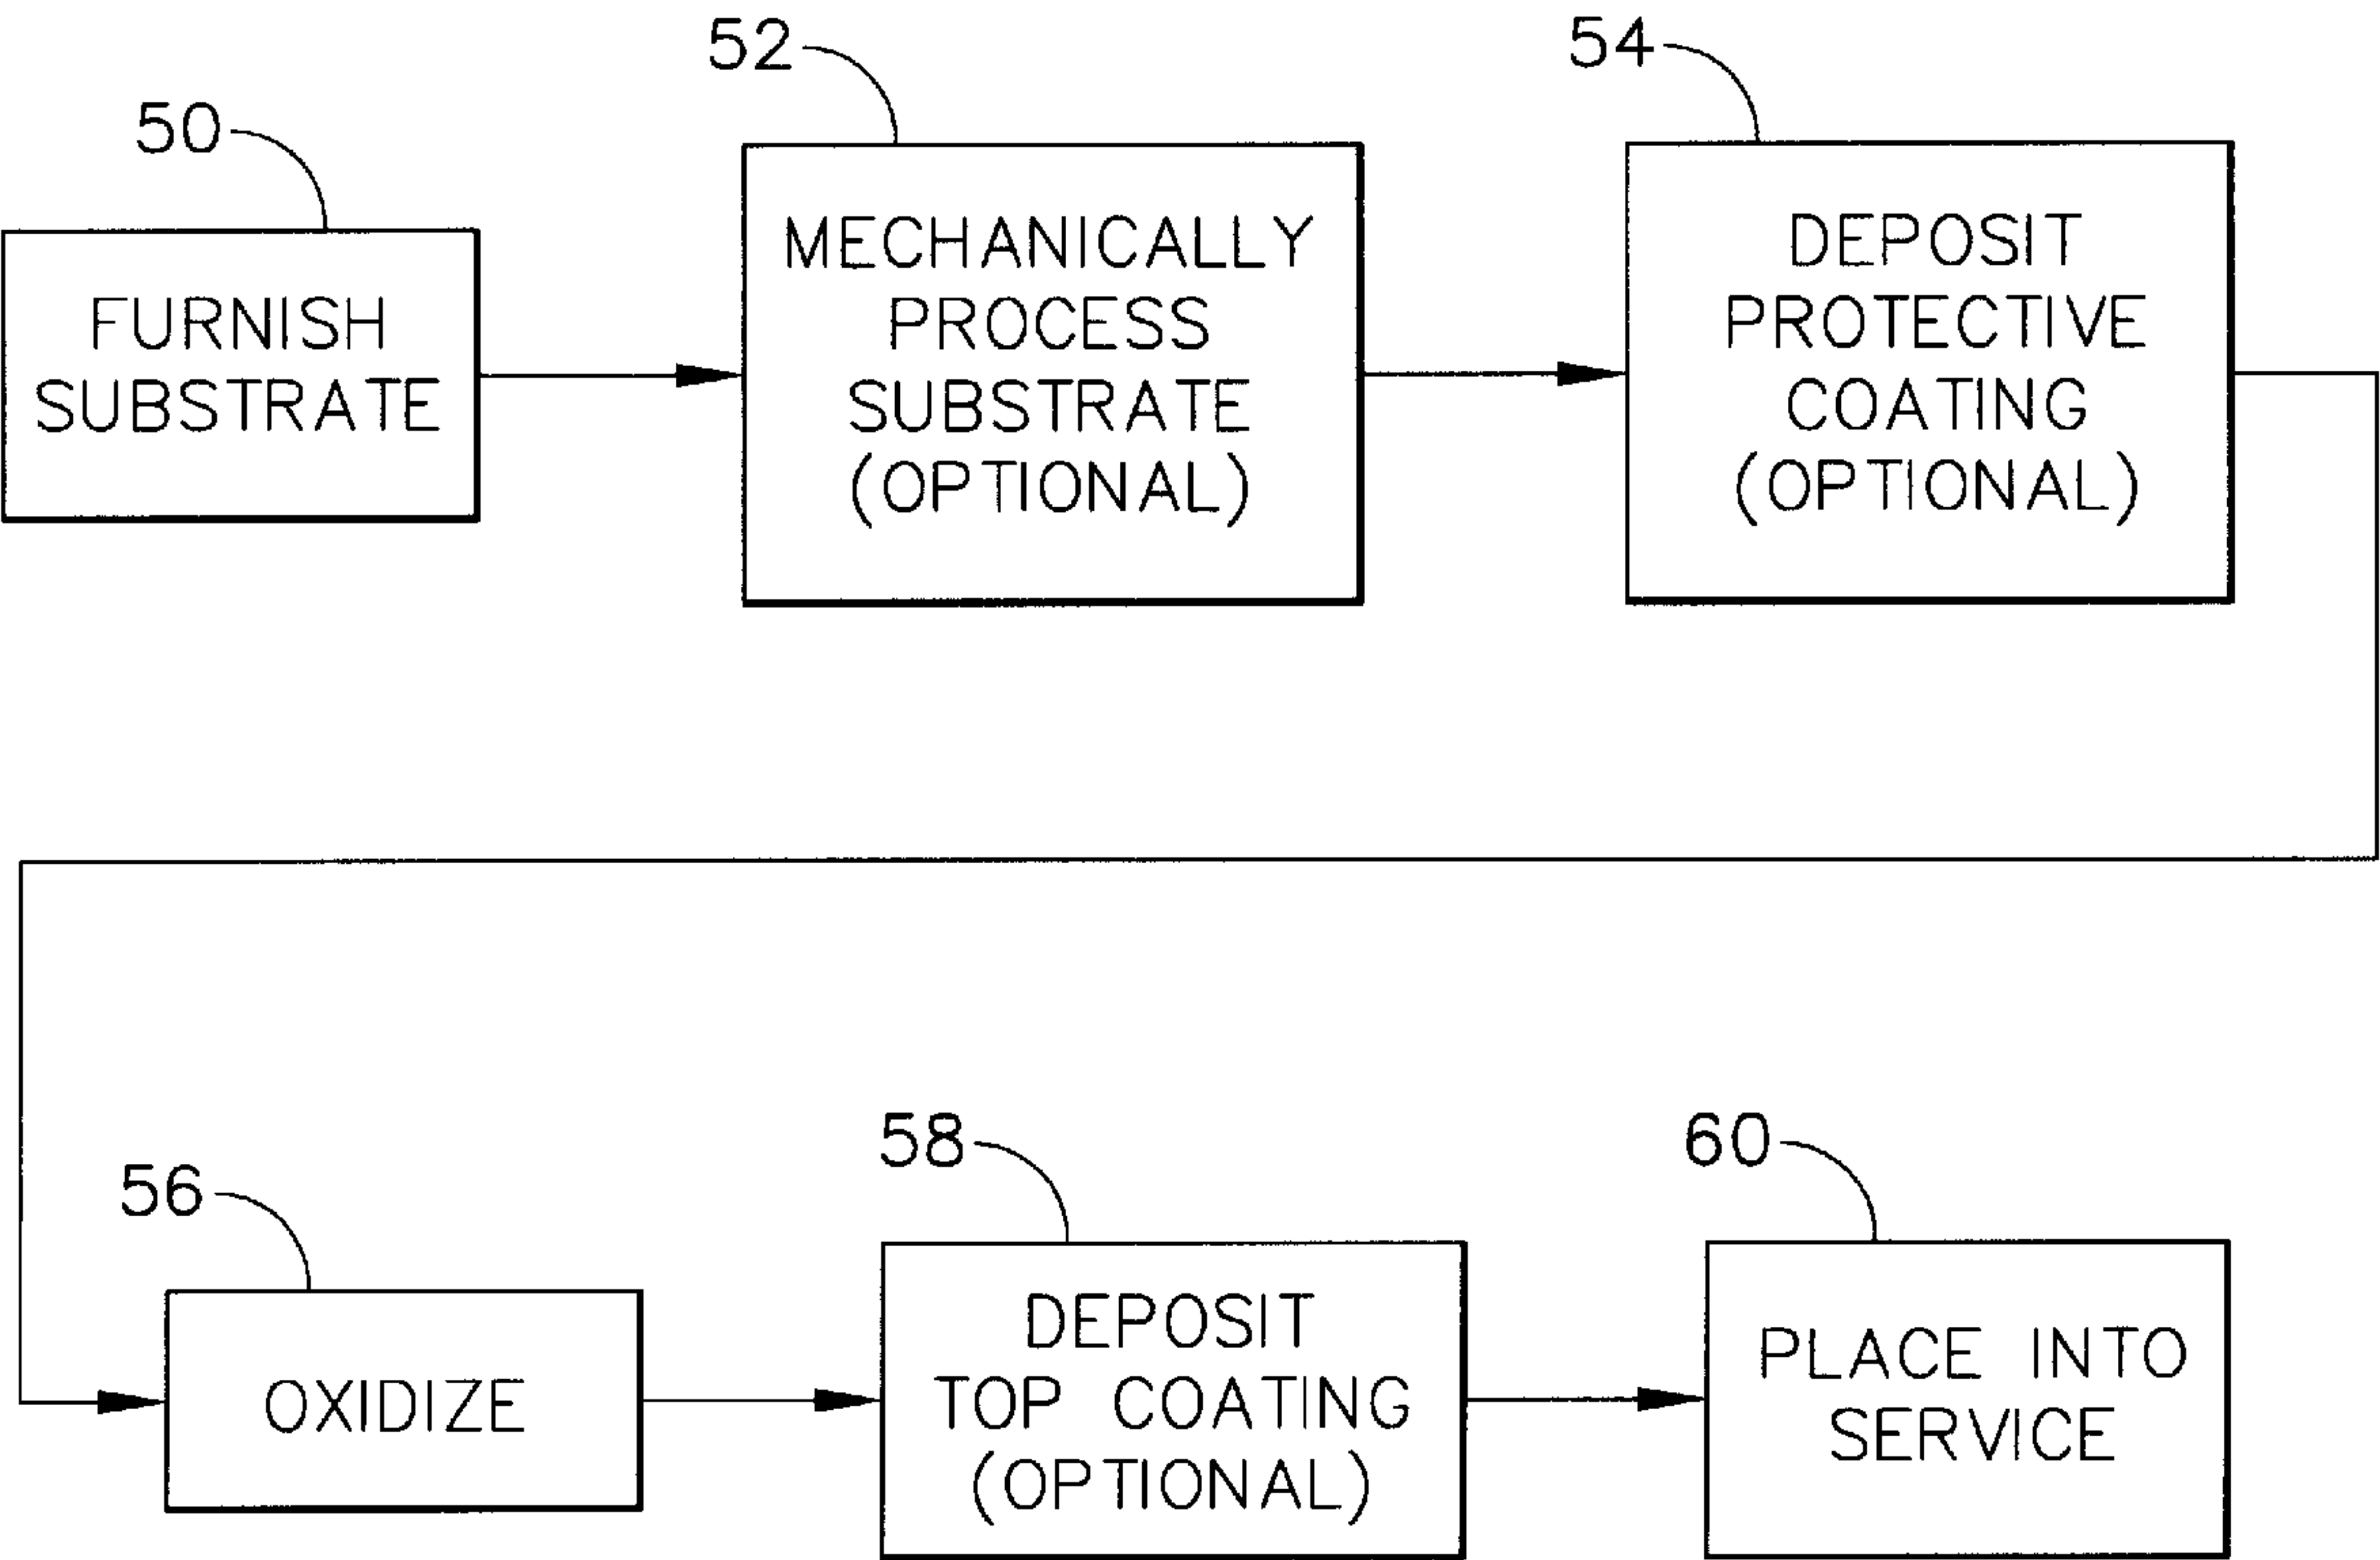 50
FURNISH
SUBSTRATE
52
MECHANICALLY
PROCESS
SUBSTRATE
(OPTIONAL)
54
DEPOSIT
PROTECTIVE
COATING
(OPTIONAL)
56
OXIDIZE
58
DEPOSIT
TOP COATING
(OPTIONAL)
60
PLACE INTO
SERVICE